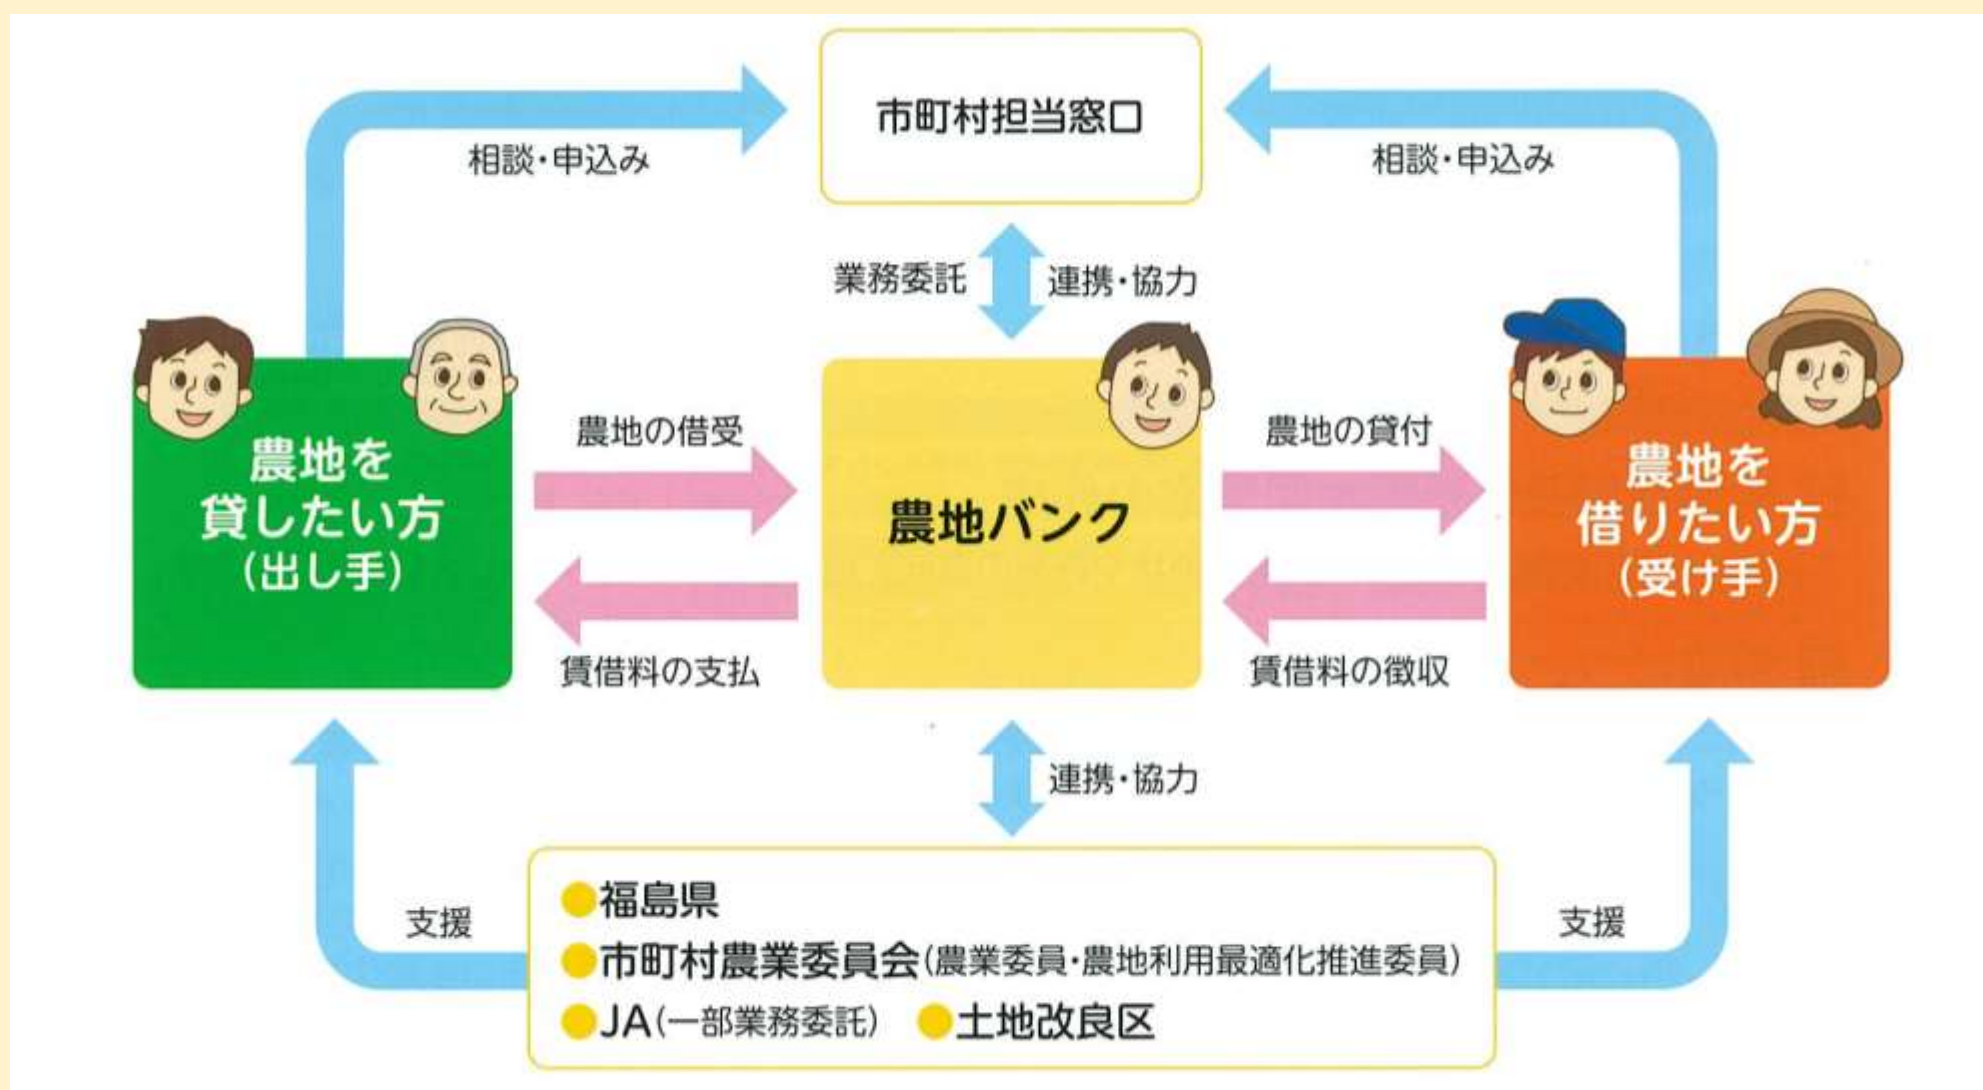 市町村担当窓口
相談・申込み
相談・申込み
業務委託
連携・協力
農地を
貸したい方
(出し手)
農地の借受
賃借料の支払
農地バンク
農地の貸付
賃借料の徴収
農地を
借りたい方
(受け手)
連携・協力
支援
支援
●福島県
●市町村農業委員会(農業委員・農地利用最適化推進委員)
●JA(一部業務委託) ●土地改良区